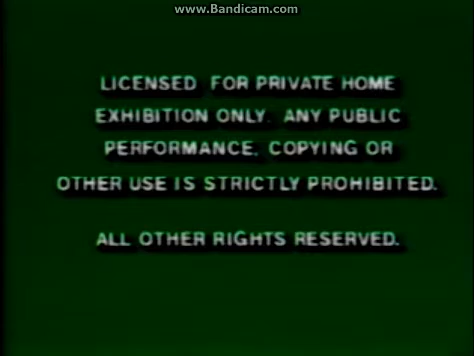 www.Bandicam.com
LICENSED FOR PRIVATE HOME
EXHIBITION ONLY. ANY PUBLIC
PERFORMANCE, COPYING OR
OTHER USE IS STRICTLY PROHIBITED.
ALL OTHER RIGHTS RESERVED.